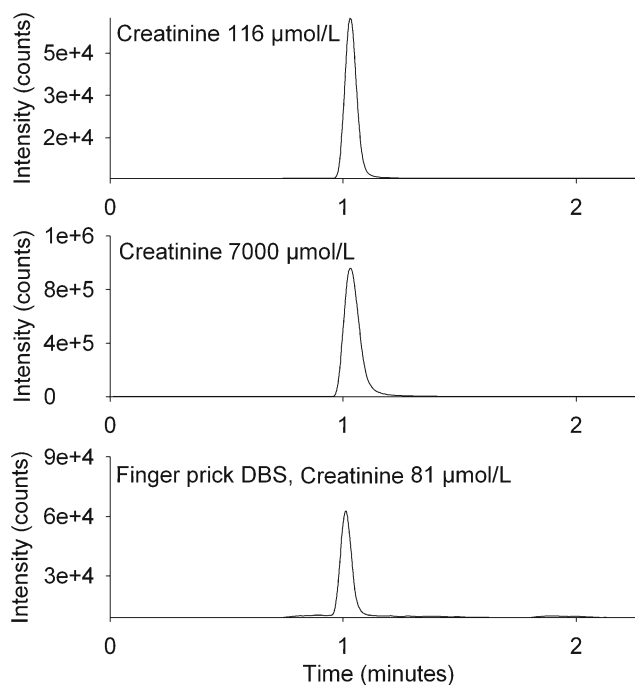 Creatinine 116 μmol/L
Intensity (counts)
5e+4
3e+4
2e+4
0 1 2
Creatinine 7000 μmol/L
Intensity (counts)
1e+6
8e+5
4e+5
0
0 1 2
Finger prick DBS, Creatinine 81 μmol/L
Intensity (counts)
9e+4
6e+4
3e+4
0 1 2
Time (minutes)